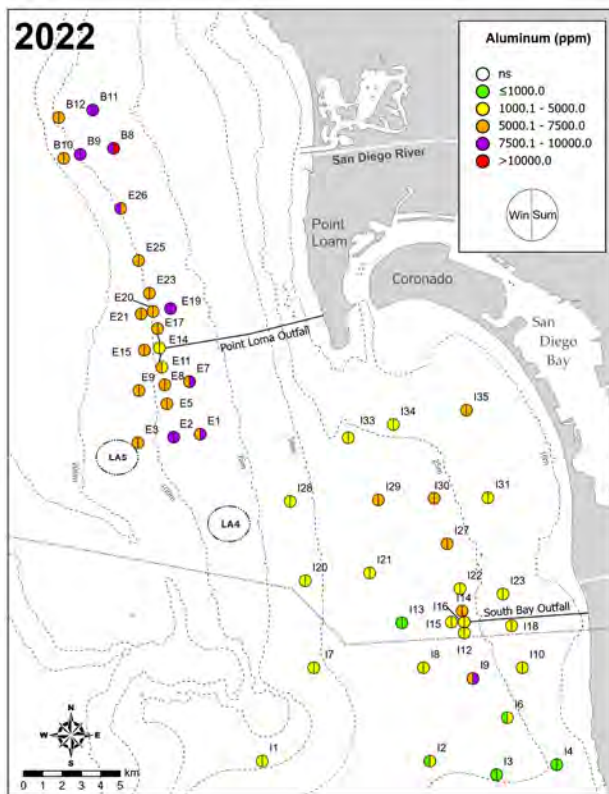 2022
Aluminum (ppm)
ns
≤1000.0
1000.1 - 5000.0
5000.1 - 7500.0
7500.1 - 10000.0
>10000.0
Win Sum
B12
B11
B10
B9
B8
San Diego River
Point
Loam
Coronado
San
Diego
Bay
E26
E25
E23
E20
E19
E21
E17
E14
Point Loma Outfall
E15
E11
E7
E9
E8
E5
E3
E2
E1
LA5
LA4
100m
I35
I34
I33
I28
I29
I30
I31
I27
I20
I21
I22
I23
I14
I16
I13
South Bay Outfall
I15
I18
I12
I7
I8
I9
I10
I6
I1
I2
I3
I4
N
W
E
S
0 1 2 3 4 5
km